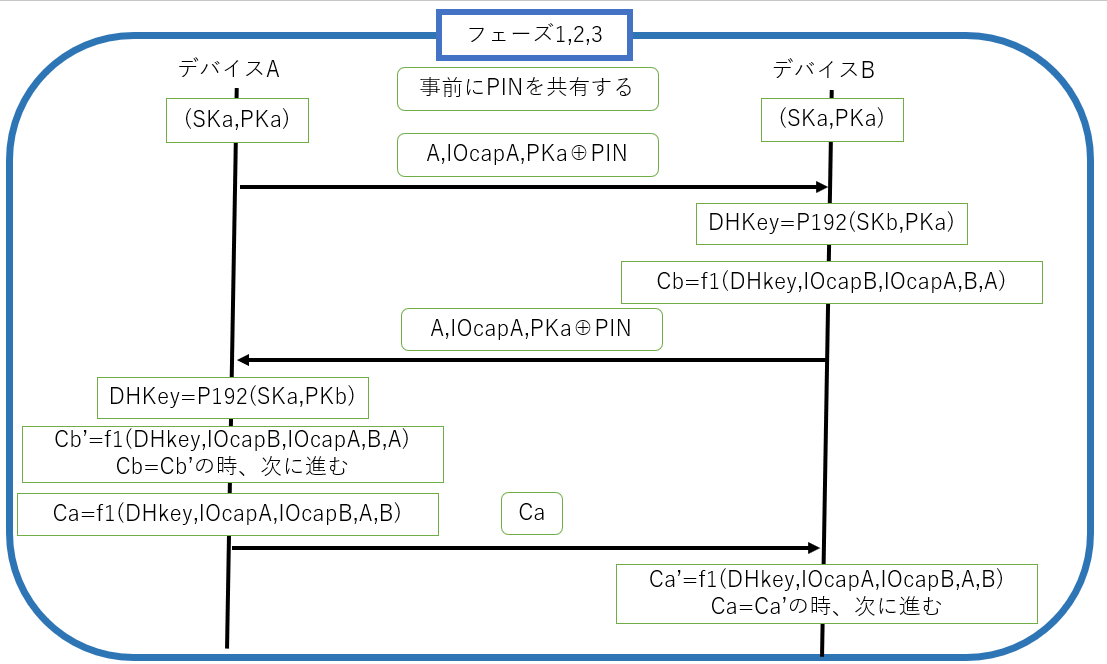 フェーズ1,2,3
デバイスA
デバイスB
事前にPINを共有する
(SKa,PKa)
(SKa,PKa)
A,IOcapA,PKa⊕PIN
DHKey=P192(SKb,PKa)
Cb=f1(DHkey,IOcapB,IOcapA,B,A)
A,IOcapA,PKa⊕PIN
DHKey=P192(SKa,PKb)
Cb’=f1(DHkey,IOcapB,IOcapA,B,A)
Cb=Cb’の時、次に進む
Ca=f1(DHkey,IOcapA,IOcapB,A,B)
Ca
Ca’=f1(DHkey,IOcapA,IOcapB,A,B)
Ca=Ca’の時、次に進む